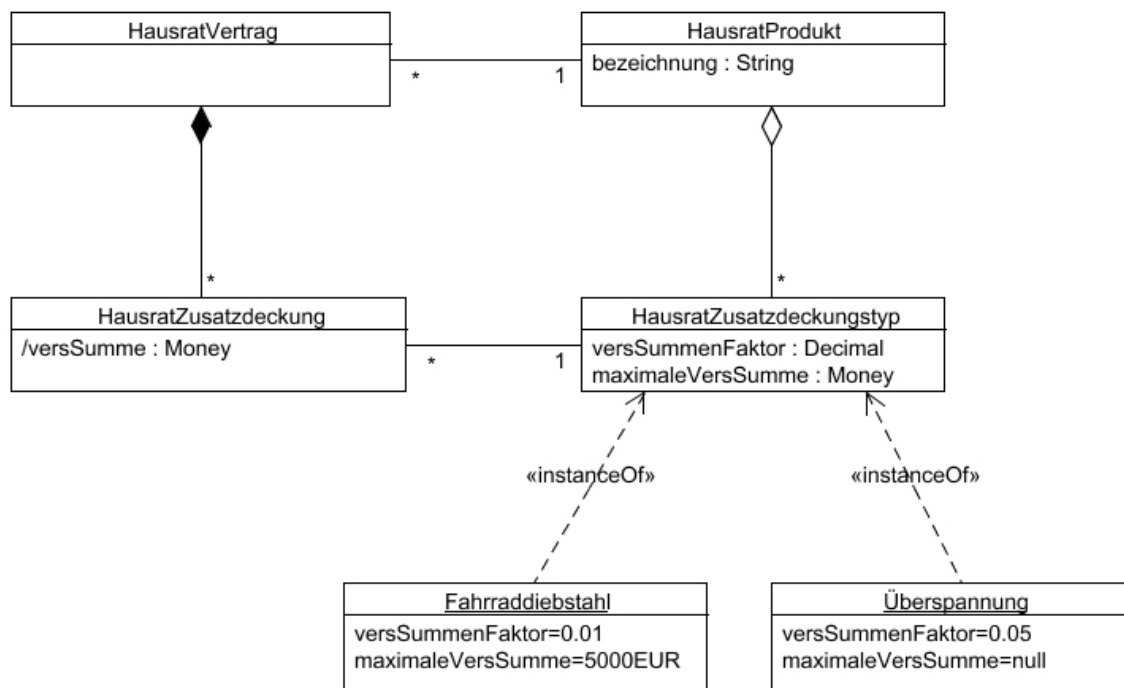 HausratVertrag
HausratProdukt
bezeichnung : String
*
1
*
*
HausratZusatzdeckung
/versSumme : Money
HausratZusatzdeckungstyp
versSummenFaktor : Decimal
maximaleVersSumme : Money
*
1
«instanceOf»
«instanceOf»
Fahrraddiebstahl
versSummenFaktor=0.01
maximaleVersSumme=5000EUR
Überspannung
versSummenFaktor=0.05
maximaleVersSumme=null